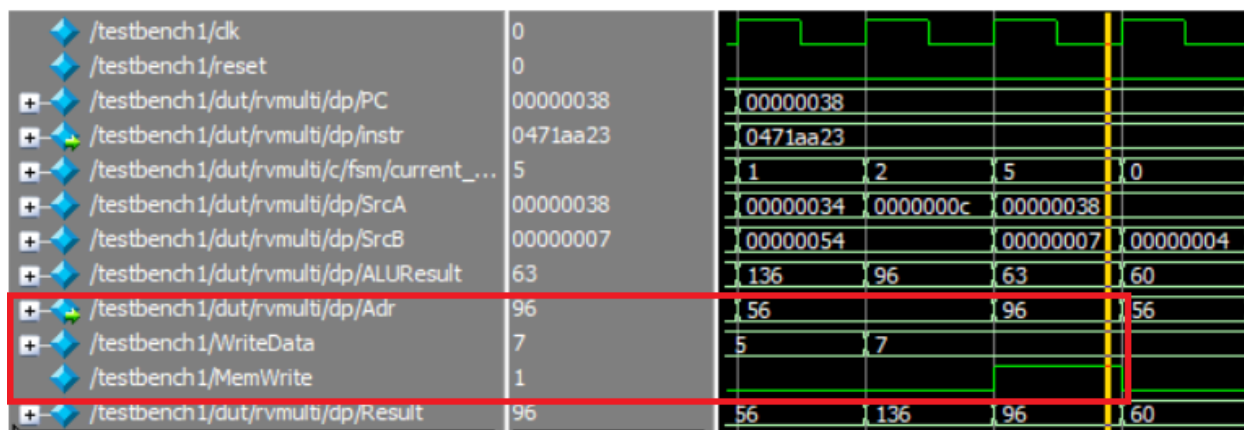 /testbench1/clk 0
/testbench1/reset 0
/testbench1/dut/rvmulti/dp/PC 00000038 00000038
/testbench1/dut/rvmulti/dp/instr 0471aa23 0471aa23
/testbench1/dut/rvmulti/c/fsm/current_... 5 1 2 5 0
/testbench1/dut/rvmulti/dp/SrcA 00000038 00000034 0000000c 00000038
/testbench1/dut/rvmulti/dp/SrcB 00000007 00000054 00000007 00000004
/testbench1/dut/rvmulti/dp/ALUResult 63 136 96 63 60
/testbench1/dut/rvmulti/dp/Adr 96 56 96 56
/testbench1/WriteData 7 5 7
/testbench1/MemWrite 1
/testbench1/dut/rvmulti/dp/Result 96 56 136 96 60